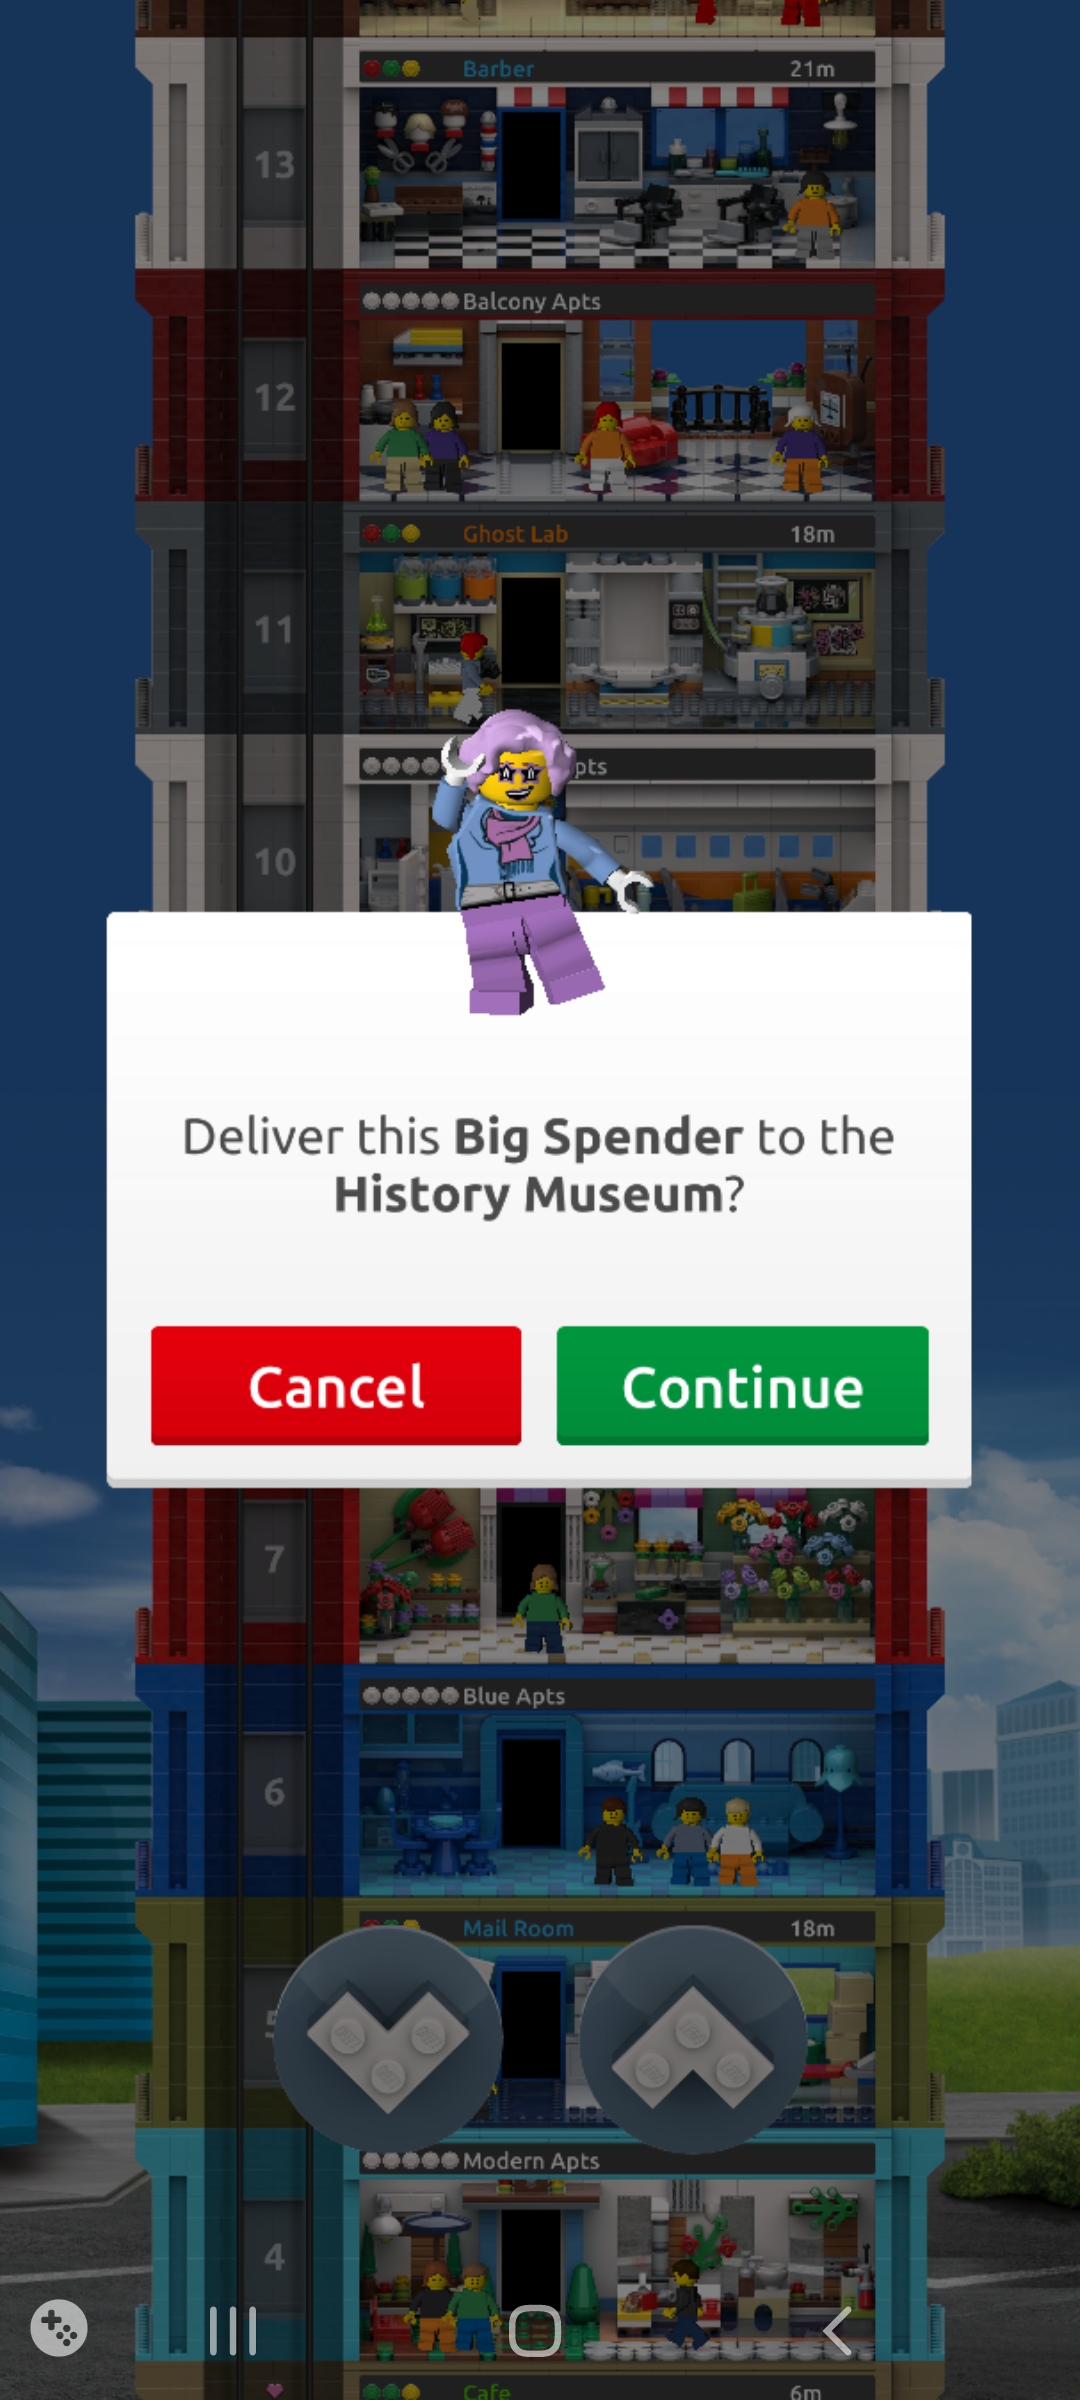 Barber 21m
13
Balcony Apts
12
Ghost Lab 18m
11
pts
10
Deliver this Big Spender to the
History Museum?
Cancel Continue
7
Blue Apts
6
Mail Room 18m
5
Modern Apts
4
Cafe 6m